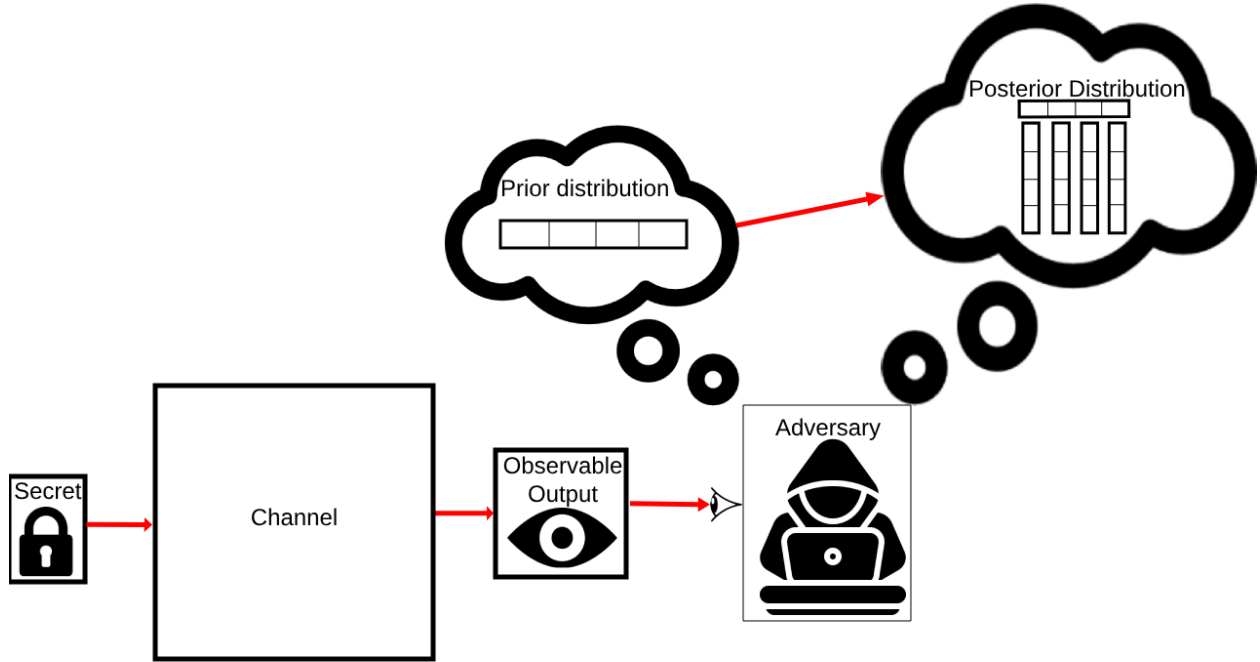 Posterior Distribution
Prior distribution
Adversary
Observable
Output
Secret
Channel